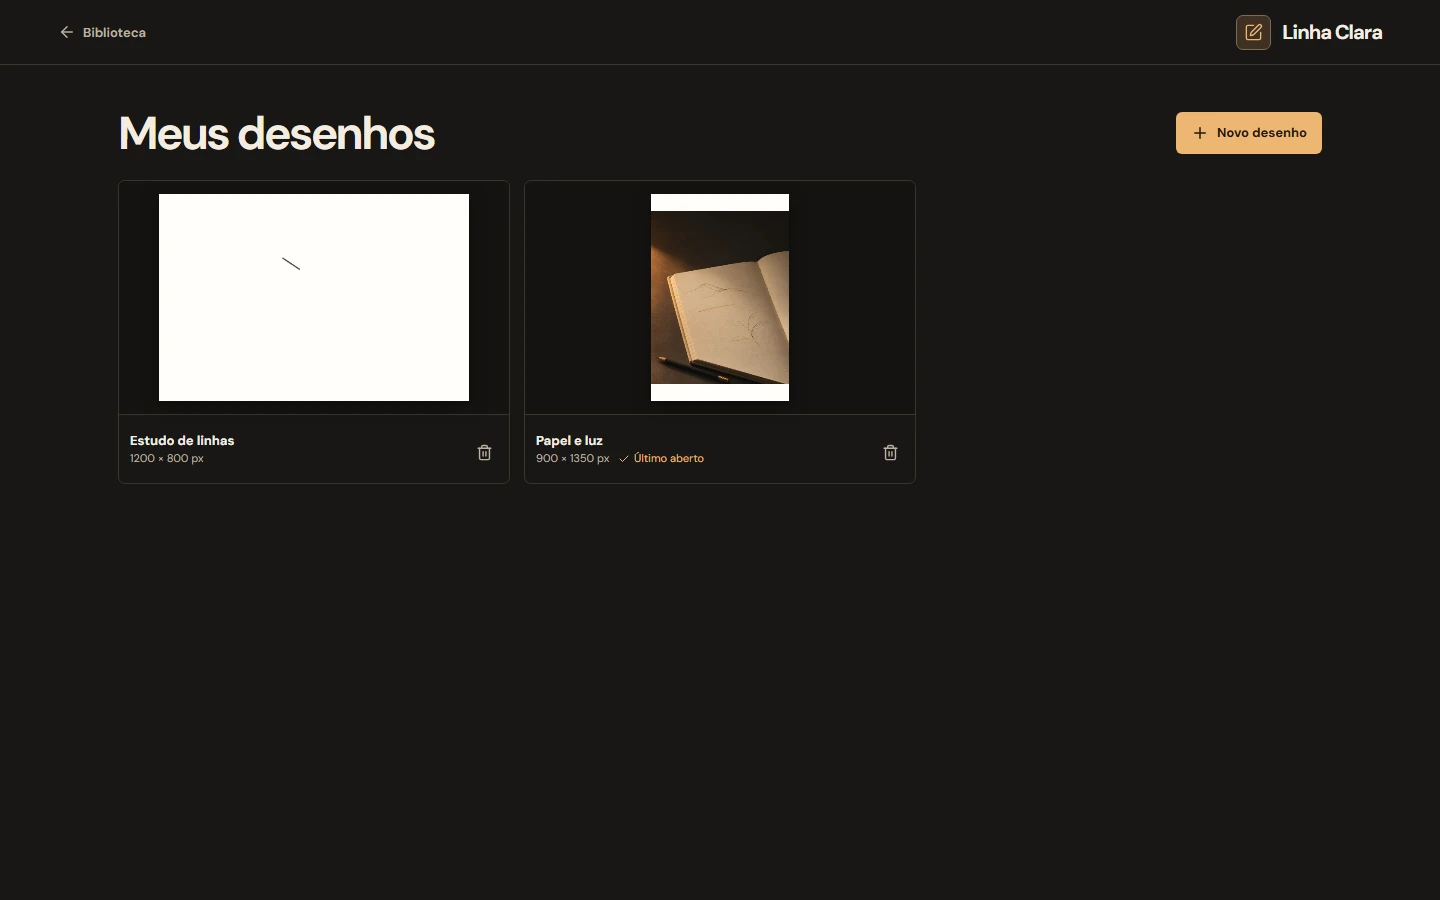 Biblioteca
Linha Clara
Meus desenhos
Novo desenho
Estudo de linhas
1200 × 800 px
Papel e luz
900 × 1350 px Último aberto